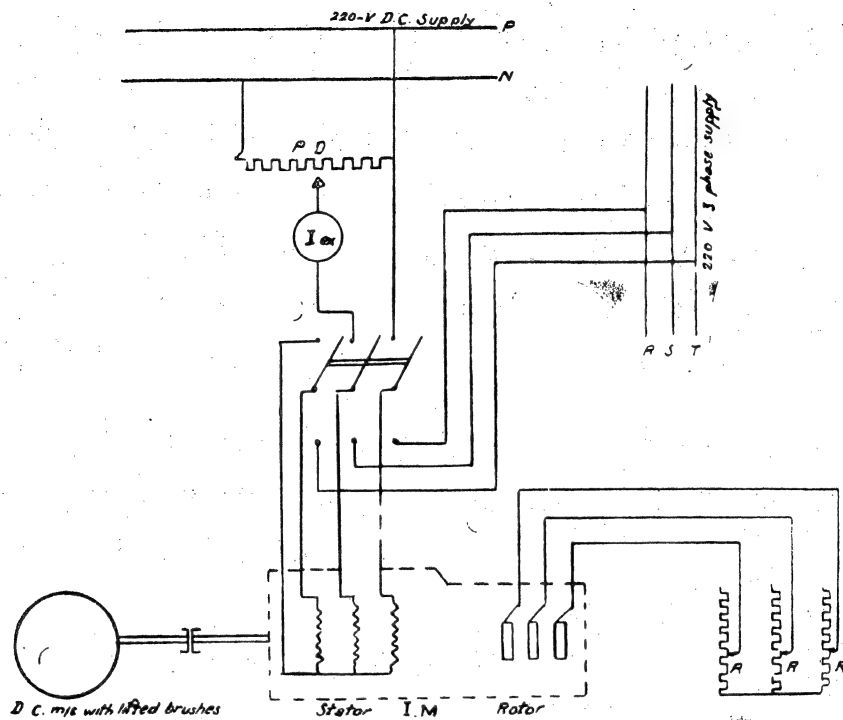 220-V D.C. Supply
P
N
P D
I ex
220 V 3 phase supply
R S T
R
R
R
D C. m/c with lifted brushes
Stator I.M Rotor